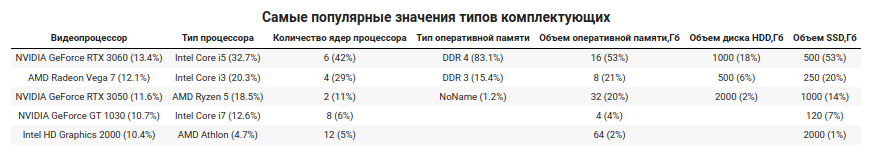 Самые популярные значения типов комплектующих
Видеопроцессор Тип процессора Количество ядер процессора Тип оперативной памяти Объем оперативной памяти,Гб Объем диска HDD,Гб Объем SSD,Гб
NVIDIA GeForce RTX 3060 (13.4%) Intel Core i5 (32.7%) 6 (42%) DDR 4 (83.1%) 16 (53%) 1000 (18%) 500 (53%)
AMD Radeon Vega 7 (12.1%) Intel Core i3 (20.3%) 4 (29%) DDR 3 (15.4%) 8 (21%) 500 (6%) 250 (20%)
NVIDIA GeForce RTX 3050 (11.6%) AMD Ryzen 5 (18.5%) 2 (11%) NoName (1.2%) 32 (20%) 2000 (2%) 1000 (14%)
NVIDIA GeForce GT 1030 (10.7%) Intel Core i7 (12.6%) 8 (6%) 4 (4%) 120 (7%)
Intel HD Graphics 2000 (10.4%) AMD Athlon (4.7%) 12 (5%) 64 (2%) 2000 (1%)